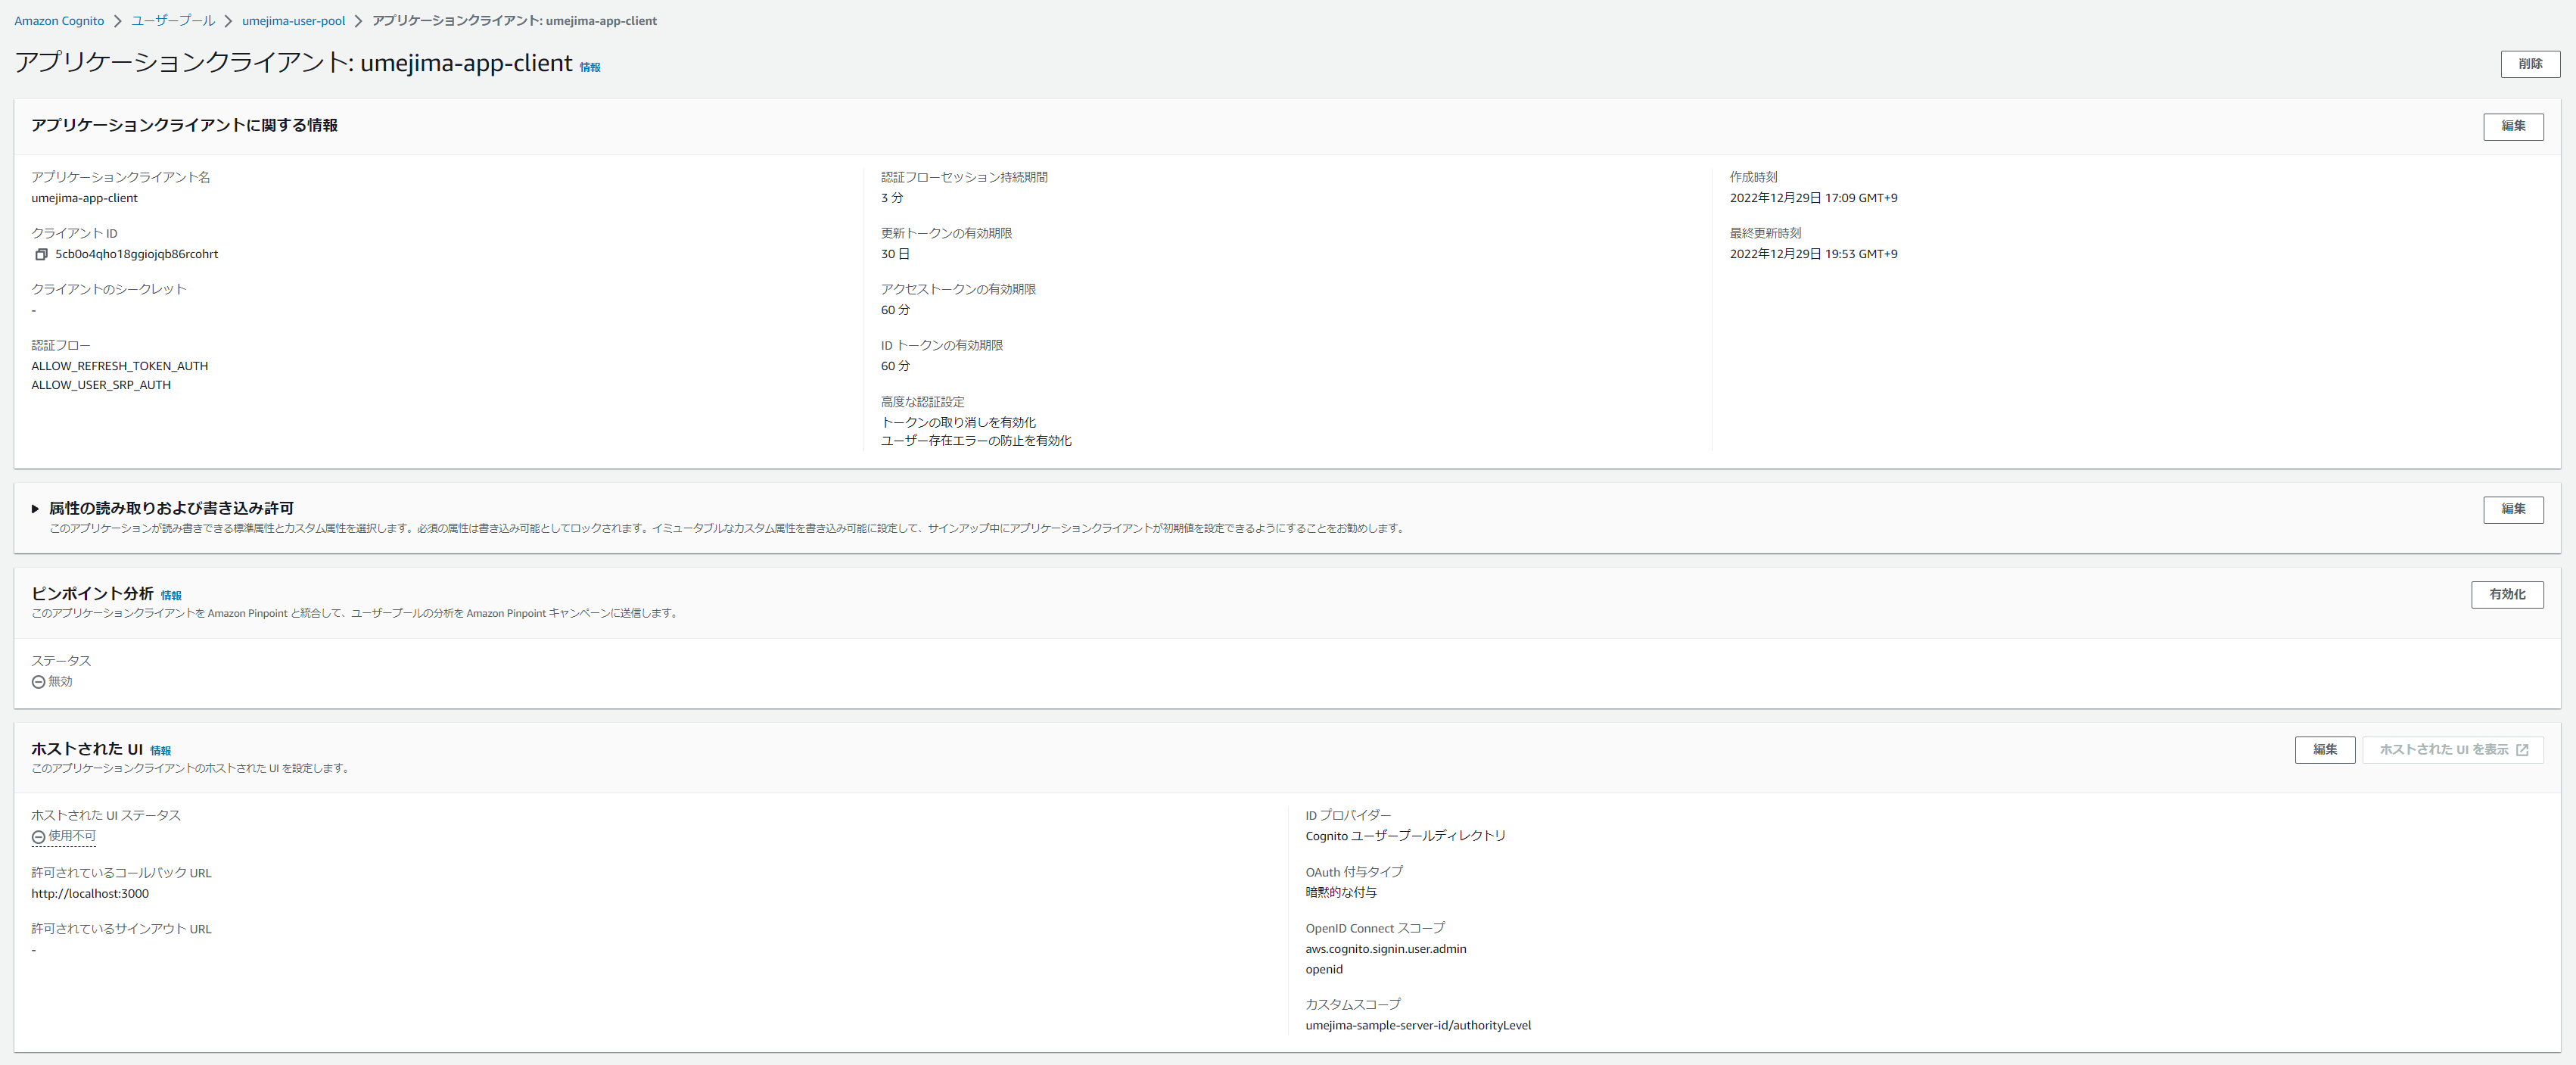 Amazon Cognito > ユーザープール > umejima-user-pool > アプリケーションクライアント: umejima-app-client
アプリケーションクライアント: umejima-app-client 情報
削除
アプリケーションクライアントに関する情報
編集
アプリケーションクライアント名
umejima-app-client
クライアント ID
5cb0o4qho18ggiojqb86rcohrt
クライアントのシークレット
-
認証フロー
ALLOW_REFRESH_TOKEN_AUTH
ALLOW_USER_SRP_AUTH
認証フローセッション持続期間
3 分
更新トークンの有効期限
30 日
アクセストークンの有効期限
60 分
ID トークンの有効期限
60 分
高度な認証設定
トークンの取り消しを有効化
ユーザー存在エラーの防止を有効化
作成時刻
2022年12月29日 17:09 GMT+9
最終更新時刻
2022年12月29日 19:53 GMT+9
属性の読み取りおよび書き込み許可
このアプリケーションが読み書きできる標準属性とカスタム属性を選択します。必須の属性は書き込み可能としてロックされます。イミュータブルなカスタム属性を書き込み可能に設定して、サインアップ中にアプリケーションクライアントが初期値を設定できるようにすることをお勧めします。
編集
ピンポイント分析 情報
このアプリケーションクライアントを Amazon Pinpoint と統合して、ユーザープールの分析を Amazon Pinpoint キャンペーンに送信します。
有効化
ステータス
無効
ホストされた UI 情報
このアプリケーションクライアントのホストされた UI を設定します。
編集
ホストされた UI を表示
ホストされた UI ステータス
使用不可
許可されているコールバック URL
http://localhost:3000
許可されているサインアウト URL
-
ID プロバイダー
Cognito ユーザープールディレクトリ
OAuth 付与タイプ
暗黙的な付与
OpenID Connect スコープ
aws.cognito.signin.user.admin
openid
カスタムスコープ
umejima-sample-server-id/authorityLevel